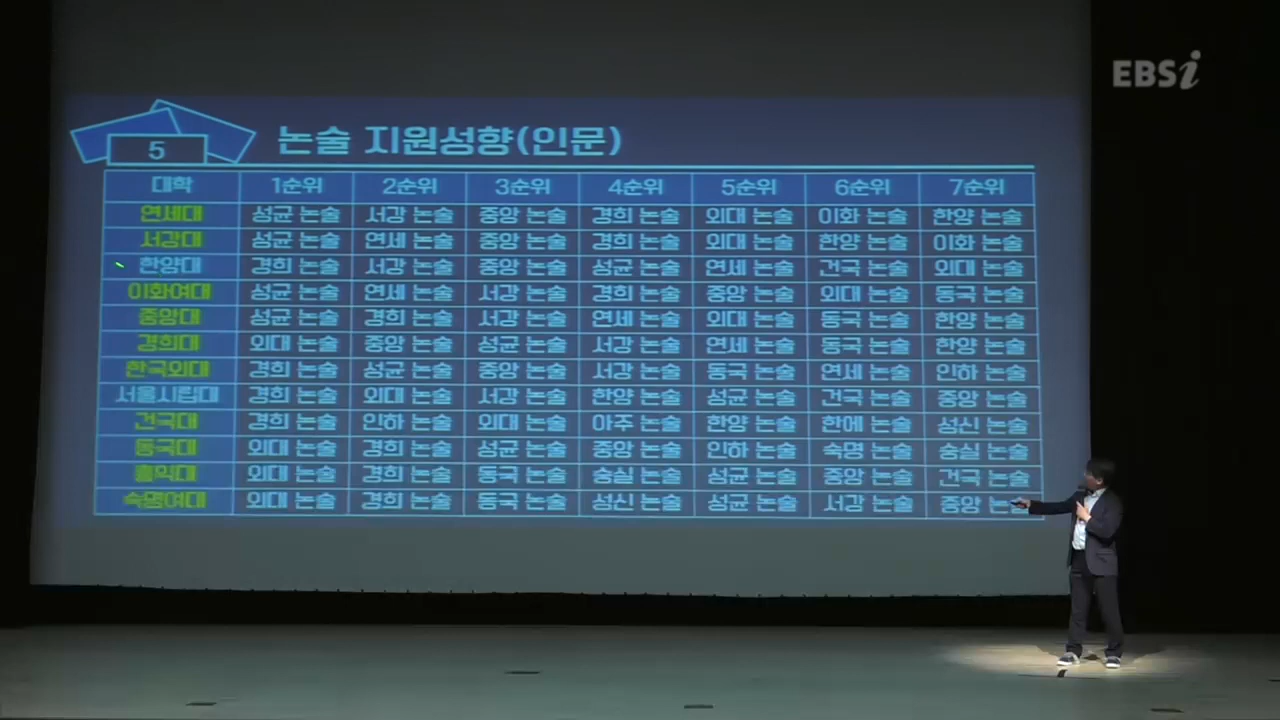 EBSi
5
논술 지원성향(인문)
대학 1순위 2순위 3순위 4순위 5순위 6순위 7순위
연세대 성균 논술 서강 논술 중앙 논술 경희 논술 외대 논술 이화 논술 한양 논술
서강대 성균 논술 연세 논술 중앙 논술 경희 논술 외대 논술 한양 논술 이화 논술
한양대 경희 논술 서강 논술 중앙 논술 성균 논술 연세 논술 건국 논술 외대 논술
이화여대 성균 논술 연세 논술 서강 논술 경희 논술 중앙 논술 외대 논술 동국 논술
중앙대 성균 논술 경희 논술 서강 논술 연세 논술 외대 논술 동국 논술 한양 논술
경희대 외대 논술 중앙 논술 성균 논술 서강 논술 연세 논술 동국 논술 한양 논술
한국외대 경희 논술 성균 논술 중앙 논술 서강 논술 동국 논술 연세 논술 인하 논술
서울시립대 경희 논술 외대 논술 서강 논술 한양 논술 성균 논술 건국 논술 중앙 논술
건국대 경희 논술 인하 논술 외대 논술 아주 논술 한양 논술 한에 논술 성신 논술
동국대 외대 논술 경희 논술 성균 논술 중앙 논술 인하 논술 숙명 논술 숭실 논술
홍익대 외대 논술 경희 논술 동국 논술 숭실 논술 성균 논술 중앙 논술 건국 논술
숙명여대 외대 논술 경희 논술 동국 논술 성신 논술 성균 논술 서강 논술 중앙 논술